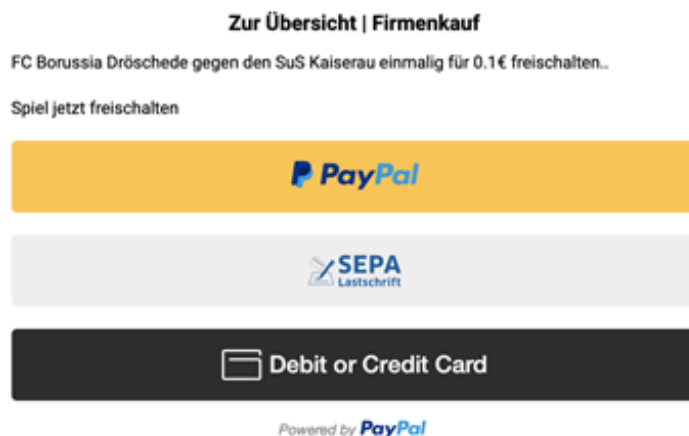 Zur Übersicht | Firmenkauf
FC Borussia Dröschede gegen den SuS Kaiserau einmalig für 0.1€ freischalten..
Spiel jetzt freischalten
PayPal
SEPA
Lastschrift
Debit or Credit Card
Powered by PayPal